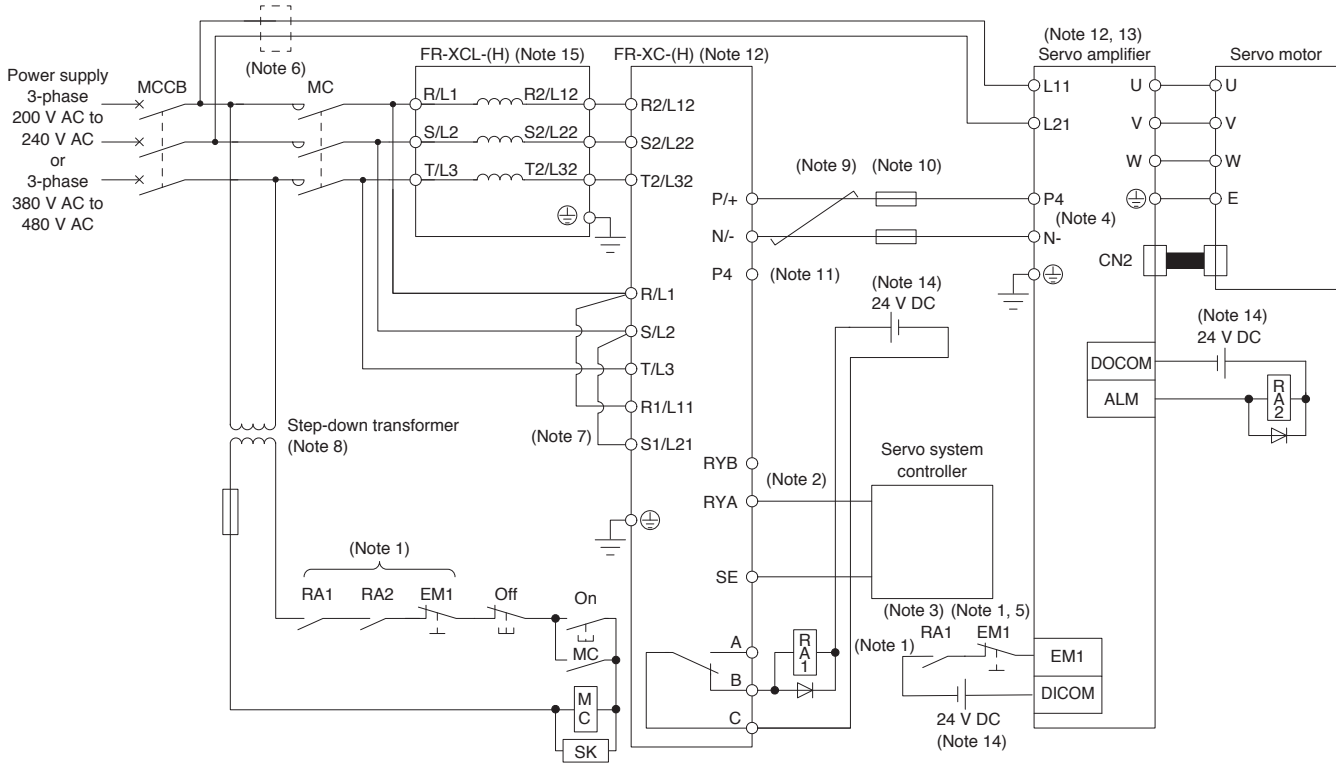 (Note 12, 13)
FR-XCL-(H) (Note 15)
FR-XC-(H) (Note 12)
Servo amplifier
Servo motor
(Note 6)
Power supply
3-phase
200 V AC to
240 V AC
or
3-phase
380 V AC to
480 V AC
MCCB
MC
R/L1
R2/L12
R2/L12
S/L2
S2/L22
S2/L22
T/L3
T2/L32
T2/L32
L11
L21
U
U
V
V
W
W
E
(Note 9)
(Note 10)
P/+
P4
(Note 4)
N/-
N-
CN2
P4
(Note 11)
R/L1
S/L2
T/L3
R1/L11
S1/L21
(Note 7)
(Note 14)
24 V DC
(Note 14)
24 V DC
DOCOM
ALM
RA2
Step-down transformer
(Note 8)
RYB
RYA
(Note 2)
SE
Servo system
controller
(Note 1)
RA1
RA2
EM1
Off
On
MC
MC
SK
A
B
C
RA1
(Note 1)
(Note 3)
(Note 1, 5)
RA1
EM1
EM1
DICOM
24 V DC
(Note 14)